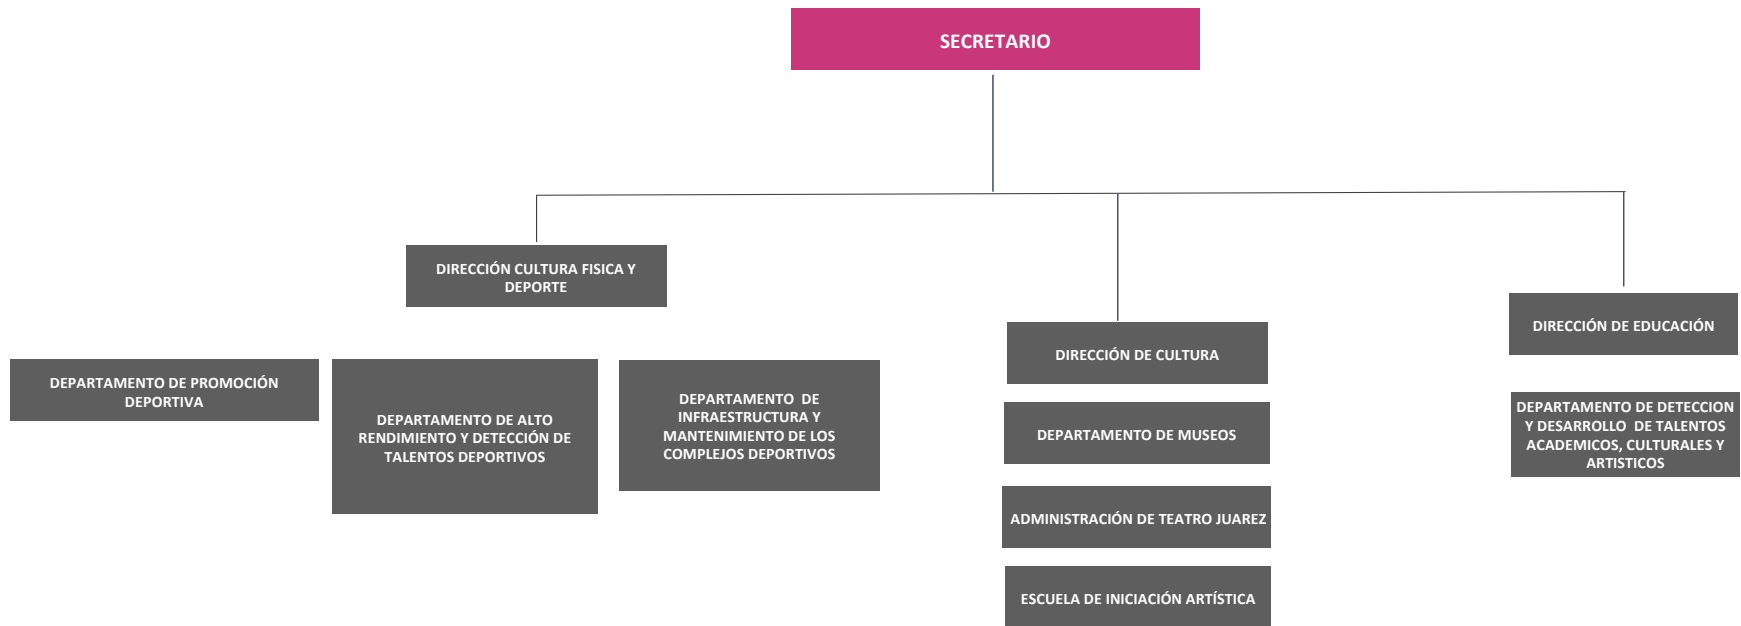 SECRETARIO
DIRECCIÓN CULTURA FISICA Y
DEPORTE
DEPARTAMENTO DE PROMOCIÓN
DEPORTIVA
DEPARTAMENTO DE ALTO
RENDIMIENTO Y DETECCIÓN DE
TALENTOS DEPORTIVOS
DEPARTAMENTO DE
INFRAESTRUCTURA Y
MANTENIMIENTO DE LOS
COMPLEJOS DEPORTIVOS
DIRECCIÓN DE CULTURA
DEPARTAMENTO DE MUSEOS
ADMINISTRACIÓN DE TEATRO JUAREZ
ESCUELA DE INICIACIÓN ARTÍSTICA
DIRECCIÓN DE EDUCACIÓN
DEPARTAMENTO DE DETECCION
Y DESARROLLO DE TALENTOS
ACADEMICOS, CULTURALES Y
ARTISTICOS